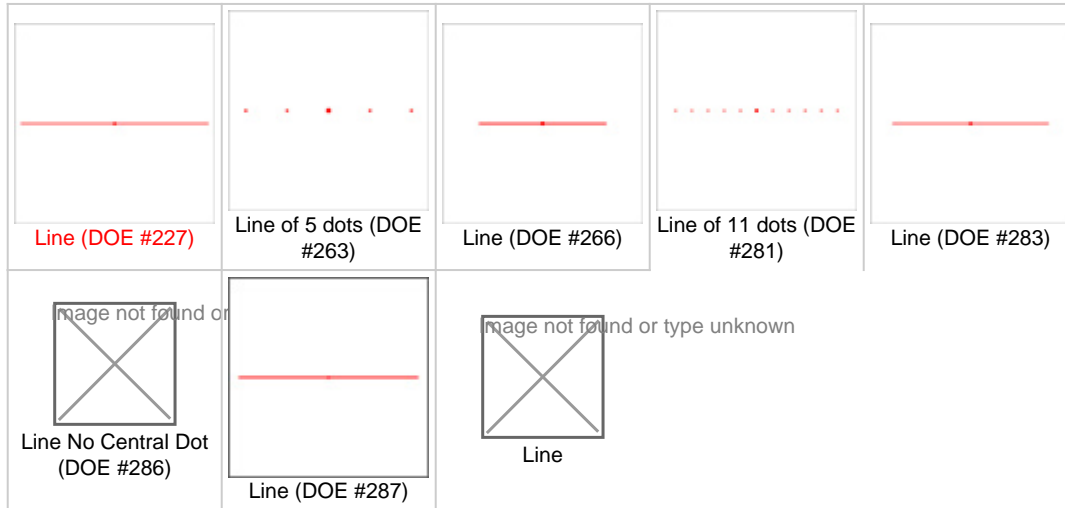 Line (DOE #227)
Line of 5 dots (DOE
#263)
Line (DOE #266)
Line of 11 dots (DOE
#281)
Line (DOE #283)
Image not found or
Line No Central Dot
(DOE #286)
Line (DOE #287)
Image not found or type unknown
Line